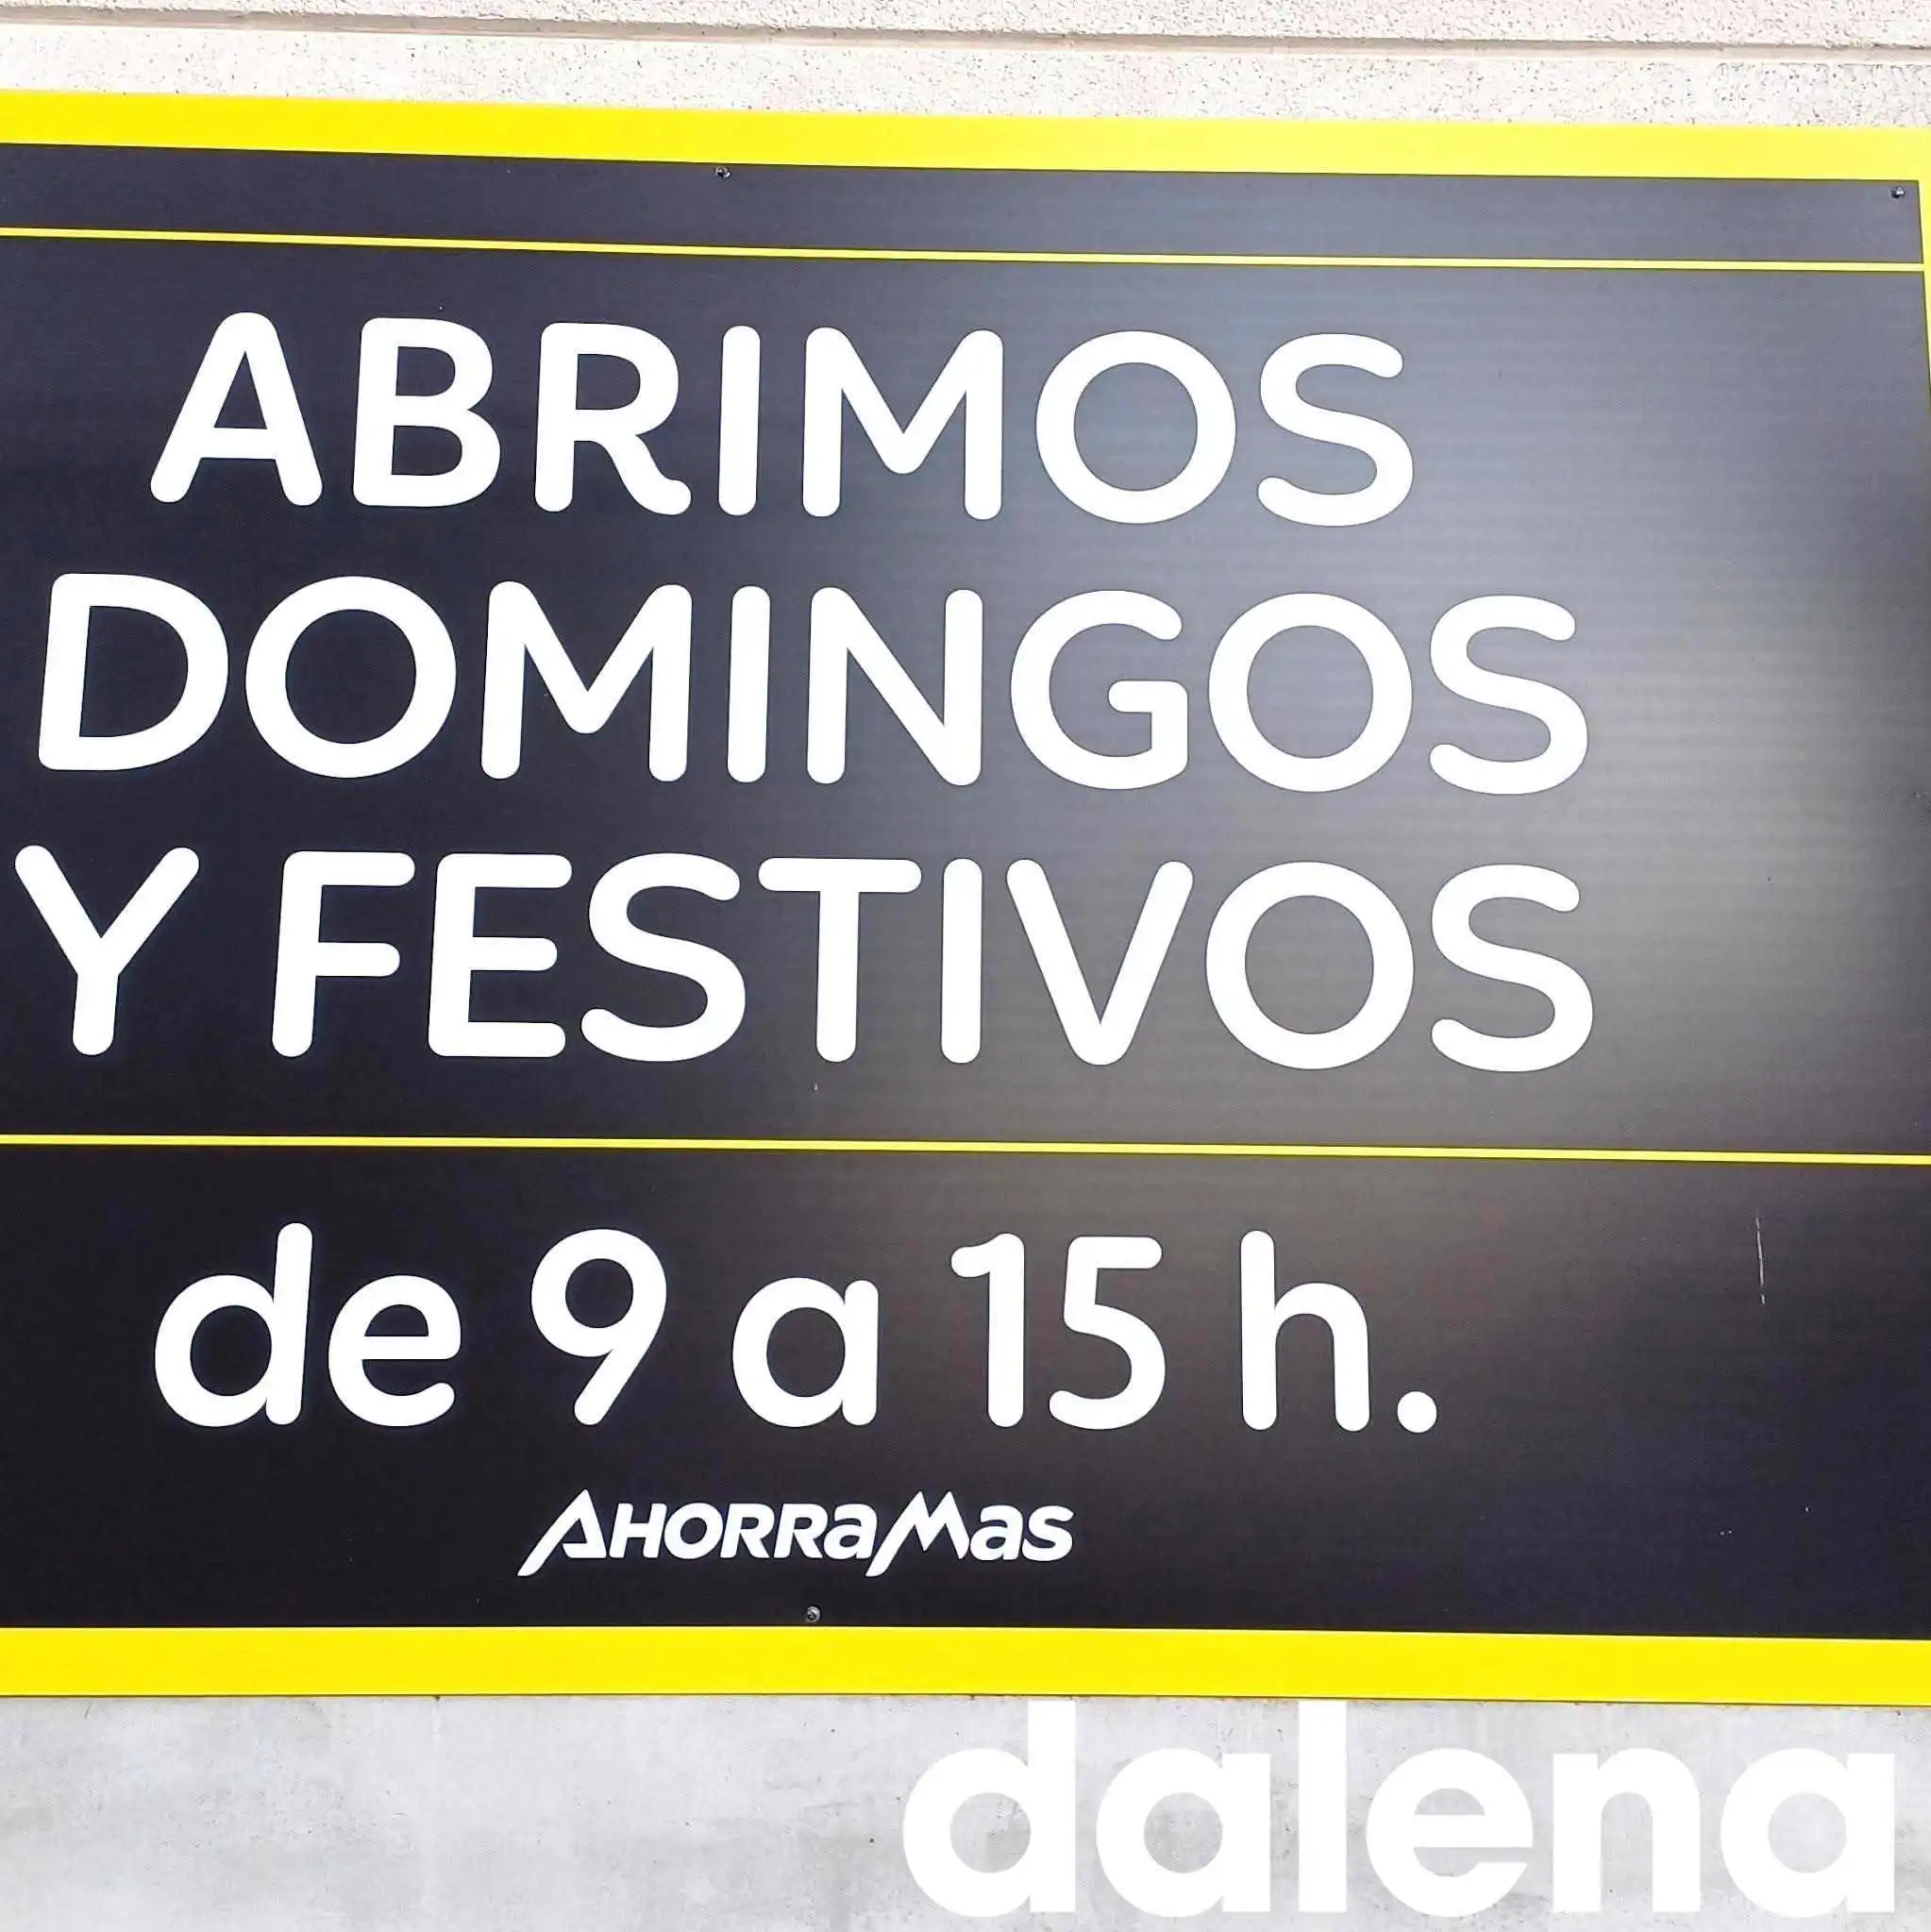 ABRIMOS
DOMINGOS
Y FESTIVOS
de 9 a 15 h.
AHORRaMas
dalena